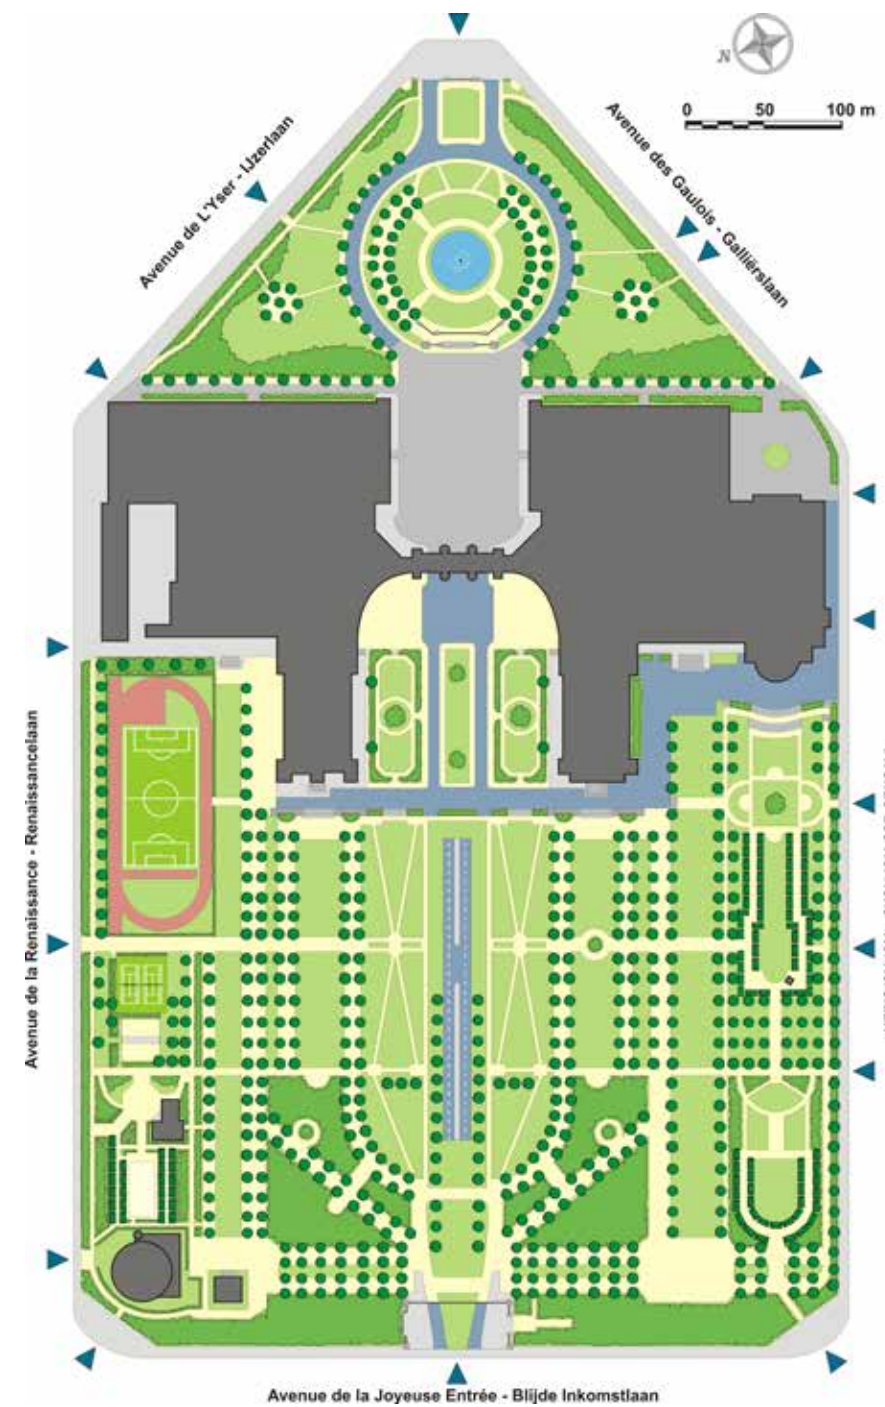 N
0 50 100 m
Avenue de L'Yser - IJzerlaan
Avenue des Gaulois - Galliërslaan
Avenue de la Renaissance - Renaissancelaan
Avenue de la Joyeuse Entrée - Blijde Inkomstlaan